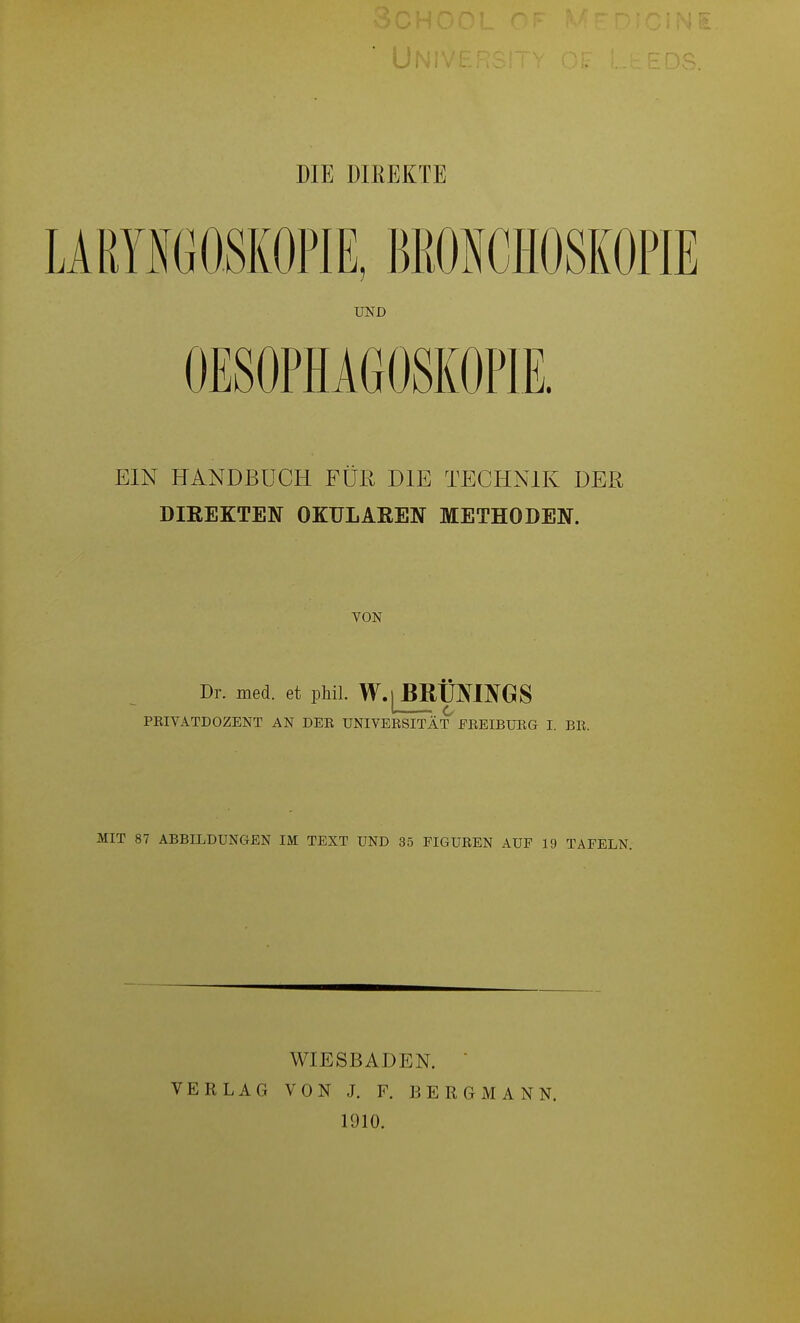 SCHOOL OF MEDICINE
UNIVERSITY OF LEEDS.
DIE DIREKTE
LARYNGOSKOPIE, BRONCHOSKOPIE
UND
OESOPHAGOSKOPIE.
EIN HANDBUCH FÜR DIE TECHNIK DER
DIREKTEN OKULAREN METHODEN.
VON
Dr. med. et phil. W. BRÜNINGS
PRIVATDOZENT AN DER UNIVERSITÄT FREIBURG I. BR.
MIT 87 ABBILDUNGEN IM TEXT UND 35 FIGUREN AUF 19 TAFELN.
WIESBADEN.
VERLAG VON J. F. BERGMANN.
1910.